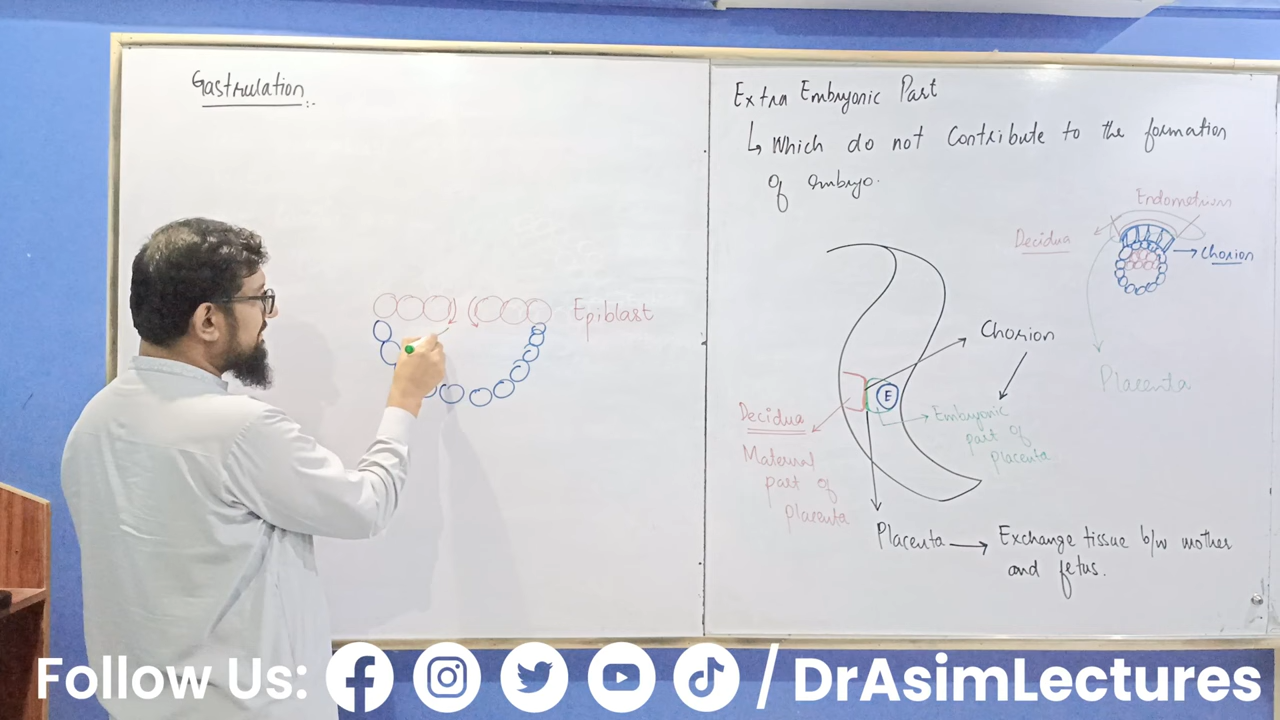 Gastrulation
Epiblast
Extra Embryonic Part
Which do not Contribute to the formation
of embryo.
Endometrium
Decidua
Chorion
Placenta
Chorion
E
Decidua
Maternal
part of
placenta
Embryonic
part of
placenta
Placenta → Exchange tissue b/w mother
and fetus.
Follow Us: / DrAsimLectures